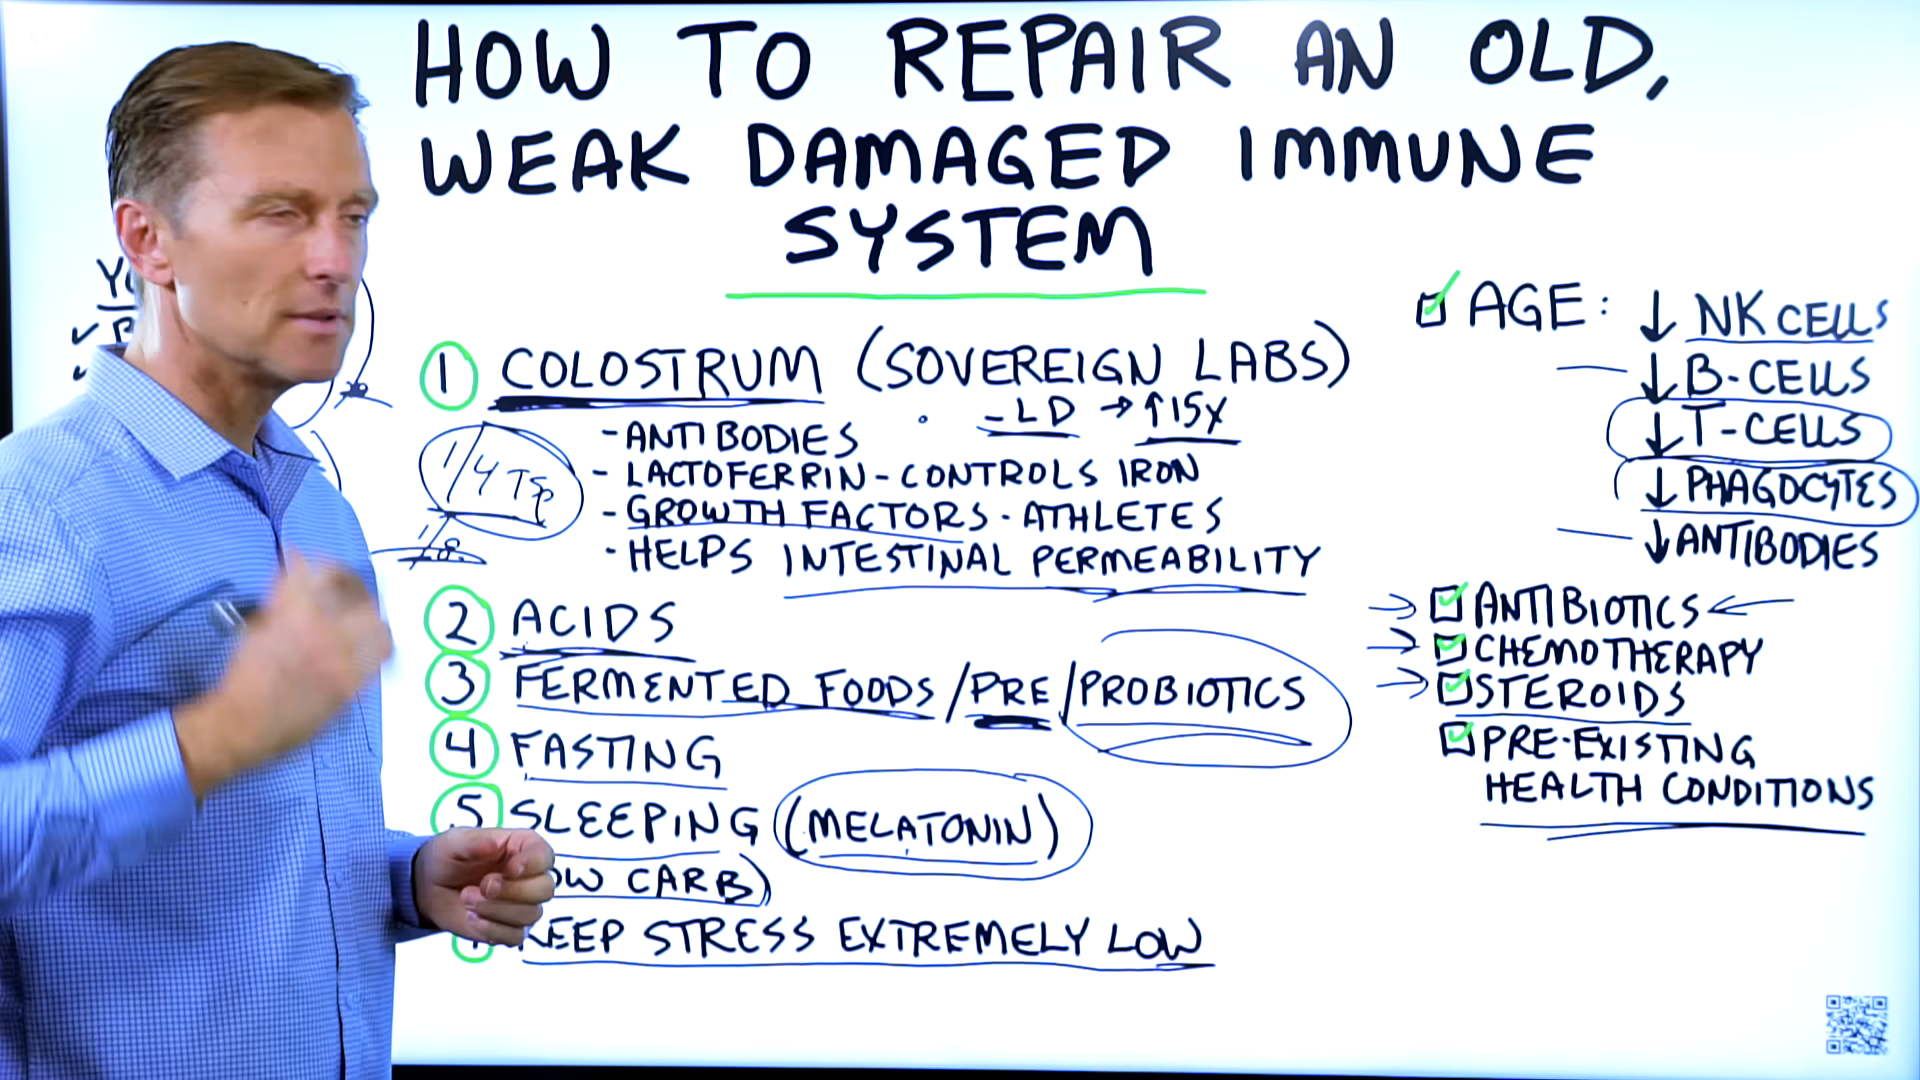 HOW TO REPAIR AN OLD,
WEAK DAMAGED IMMUNE
SYSTEM
① COLOSTRUM (SOVEREIGN LABS)
- LD → ↑ 15X
- ANTIBODIES
- LACTOFERRIN - CONTROLS IRON
- GROWTH FACTORS - ATHLETES
- HELPS INTESTINAL PERMEABILITY
1/4 TSP
1/8
② ACIDS
③ FERMENTED FOODS / PRE / PROBIOTICS
④ FASTING
⑤ SLEEPING (MELATONIN)
CARB)
KEEP STRESS EXTREMELY LOW
☑ AGE: ↓ NK CELLS
↓ B-CELLS
↓ T-CELLS
↓ PHAGOCYTES
↓ ANTIBODIES
→ ☑ ANTIBIOTICS ←
→ ☑ CHEMOTHERAPY
→ ☑ STEROIDS
☑ PRE-EXISTING
HEALTH CONDITIONS